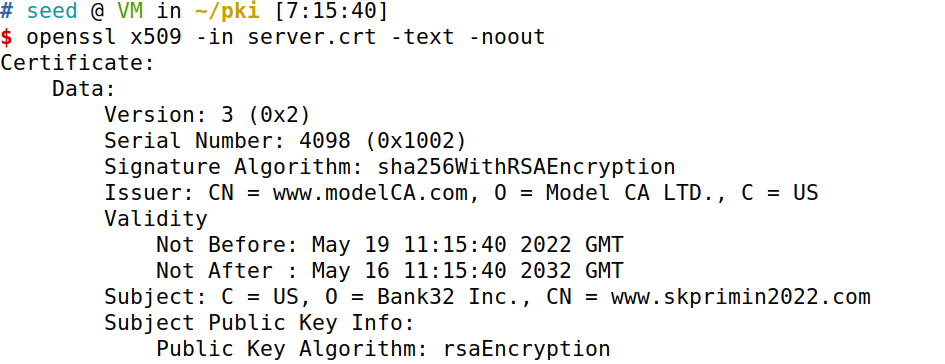 # seed @ VM in ~/pki [7:15:40]
$ openssl x509 -in server.crt -text -noout
Certificate:
    Data:
        Version: 3 (0x2)
        Serial Number: 4098 (0x1002)
        Signature Algorithm: sha256WithRSAEncryption
        Issuer: CN = www.modelCA.com, O = Model CA LTD., C = US
        Validity
            Not Before: May 19 11:15:40 2022 GMT
            Not After : May 16 11:15:40 2032 GMT
        Subject: C = US, O = Bank32 Inc., CN = www.skprimin2022.com
        Subject Public Key Info:
            Public Key Algorithm: rsaEncryption